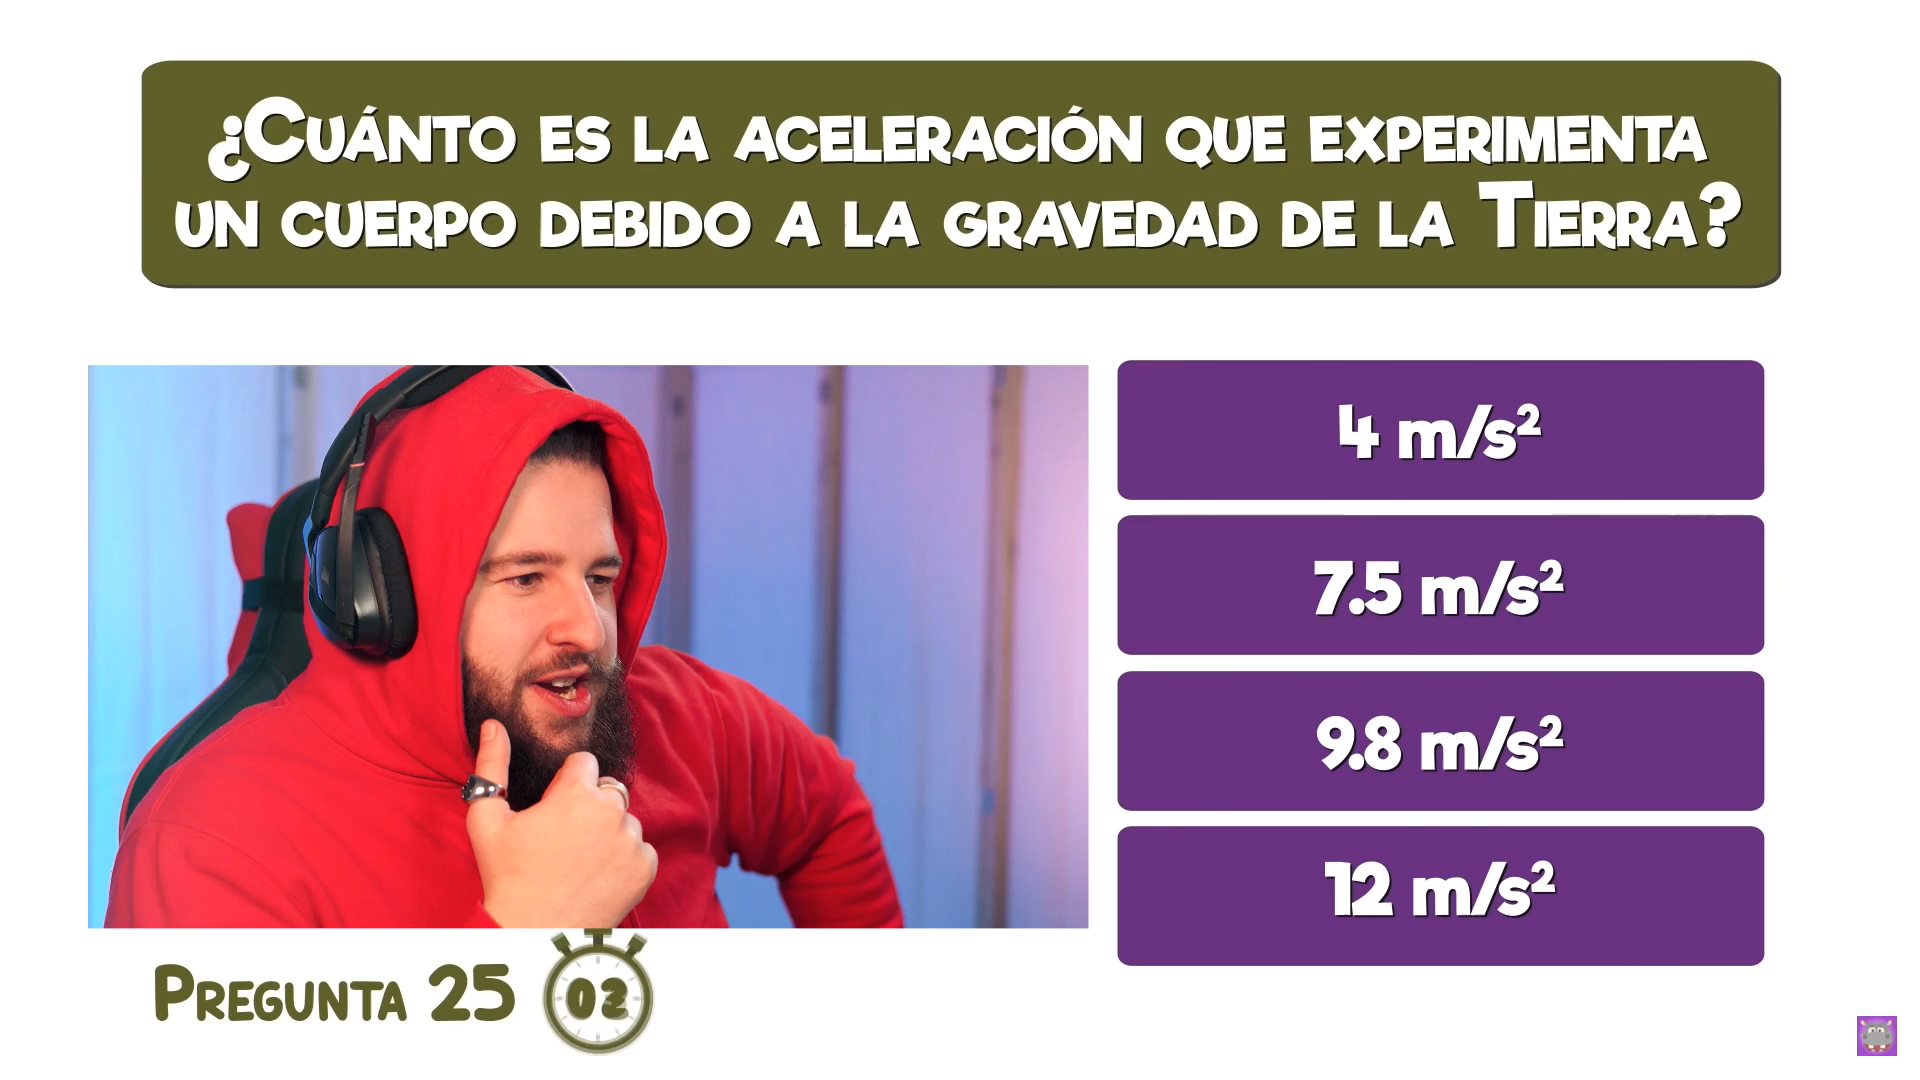 ¿Cuánto es la aceleración que experimenta
un cuerpo debido a la gravedad de la Tierra?
4 m/s²
7.5 m/s²
9.8 m/s²
12 m/s²
Pregunta 25